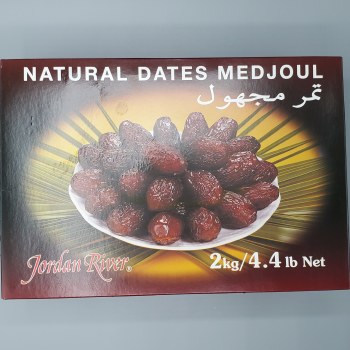 NATURAL DATES MEDJOUL
تمر مجهول
Jordan River®
2kg/4.4 lb Net